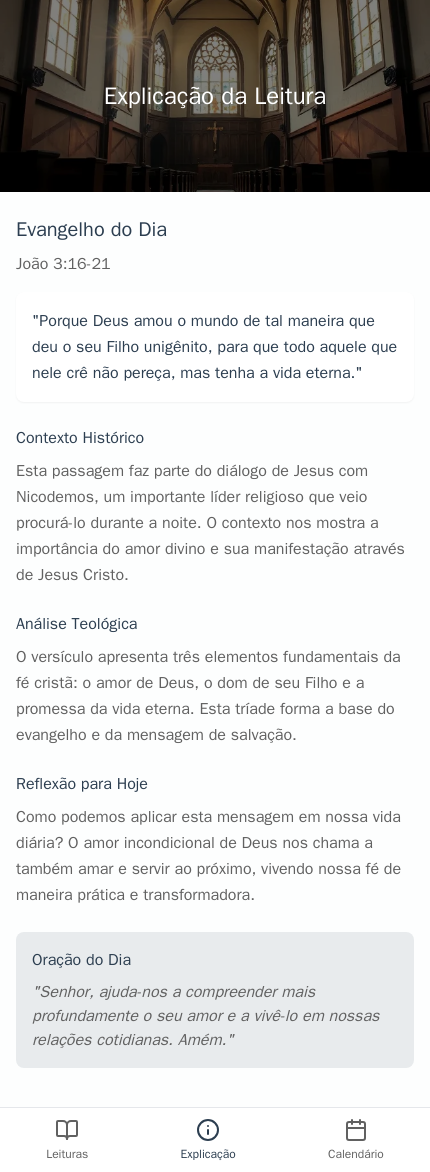 Explicação da Leitura
Evangelho do Dia
João 3:16-21
"Porque Deus amou o mundo de tal maneira que
deu o seu Filho unigênito, para que todo aquele que
nele crê não pereça, mas tenha a vida eterna."
Contexto Histórico
Esta passagem faz parte do diálogo de Jesus com
Nicodemos, um importante líder religioso que veio
procurá-lo durante a noite. O contexto nos mostra a
importância do amor divino e sua manifestação através
de Jesus Cristo.
Análise Teológica
O versículo apresenta três elementos fundamentais da
fé cristã: o amor de Deus, o dom de seu Filho e a
promessa da vida eterna. Esta tríade forma a base do
evangelho e da mensagem de salvação.
Reflexão para Hoje
Como podemos aplicar esta mensagem em nossa vida
diária? O amor incondicional de Deus nos chama a
também amar e servir ao próximo, vivendo nossa fé de
maneira prática e transformadora.
Oração do Dia
"Senhor, ajuda-nos a compreender mais
profundamente o seu amor e a vivê-lo em nossas
relações cotidianas. Amém."
Leituras
Explicação
Calendário